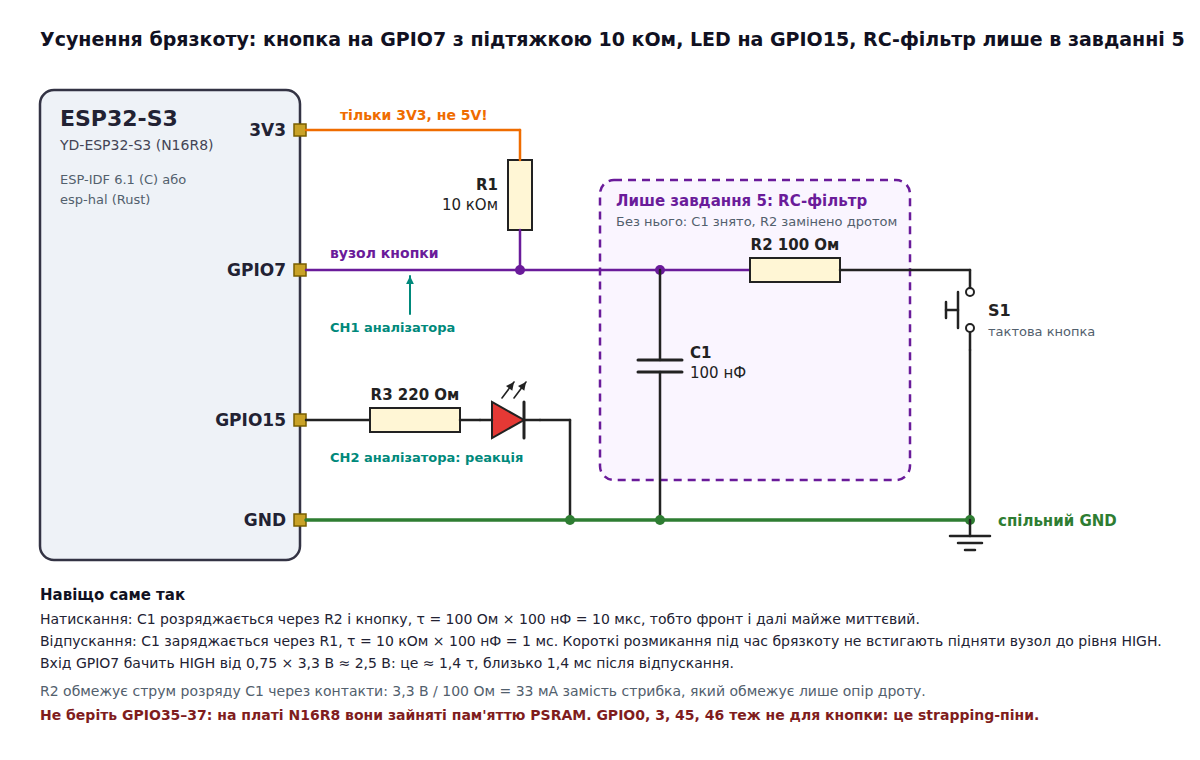 Усунення брязкоту: кнопка на GPIO7 з підтяжкою 10 кОм, LED на GPIO15, RC-фільтр лише в завданні 5
ESP32-S3
YD-ESP32-S3 (N16R8)
ESP-IDF 6.1 (C) або
esp-hal (Rust)
3V3
тільки 3V3, не 5V!
R1
10 кОм
Лише завдання 5: RC-фільтр
Без нього: C1 знято, R2 замінено дротом
R2 100 Ом
GPIO7
вузол кнопки
CH1 аналізатора
S1
тактова кнопка
C1
100 нФ
R3 220 Ом
GPIO15
CH2 аналізатора: реакція
GND
спільний GND
Навіщо саме так
Натискання: C1 розряджається через R2 і кнопку, τ = 100 Ом × 100 нФ = 10 мкс, тобто фронт і далі майже миттєвий.
Відпускання: C1 заряджається через R1, τ = 10 кОм × 100 нФ = 1 мс. Короткі розмикання під час брязкоту не встигають підняти вузол до рівня HIGH.
Вхід GPIO7 бачить HIGH від 0,75 × 3,3 В ≈ 2,5 В: це ≈ 1,4 τ, близько 1,4 мс після відпускання.
R2 обмежує струм розряду C1 через контакти: 3,3 В / 100 Ом = 33 мА замість стрибка, який обмежує лише опір дроту.
Не беріть GPIO35–37: на платі N16R8 вони зайняті пам'яттю PSRAM. GPIO0, 3, 45, 46 теж не для кнопки: це strapping-піни.